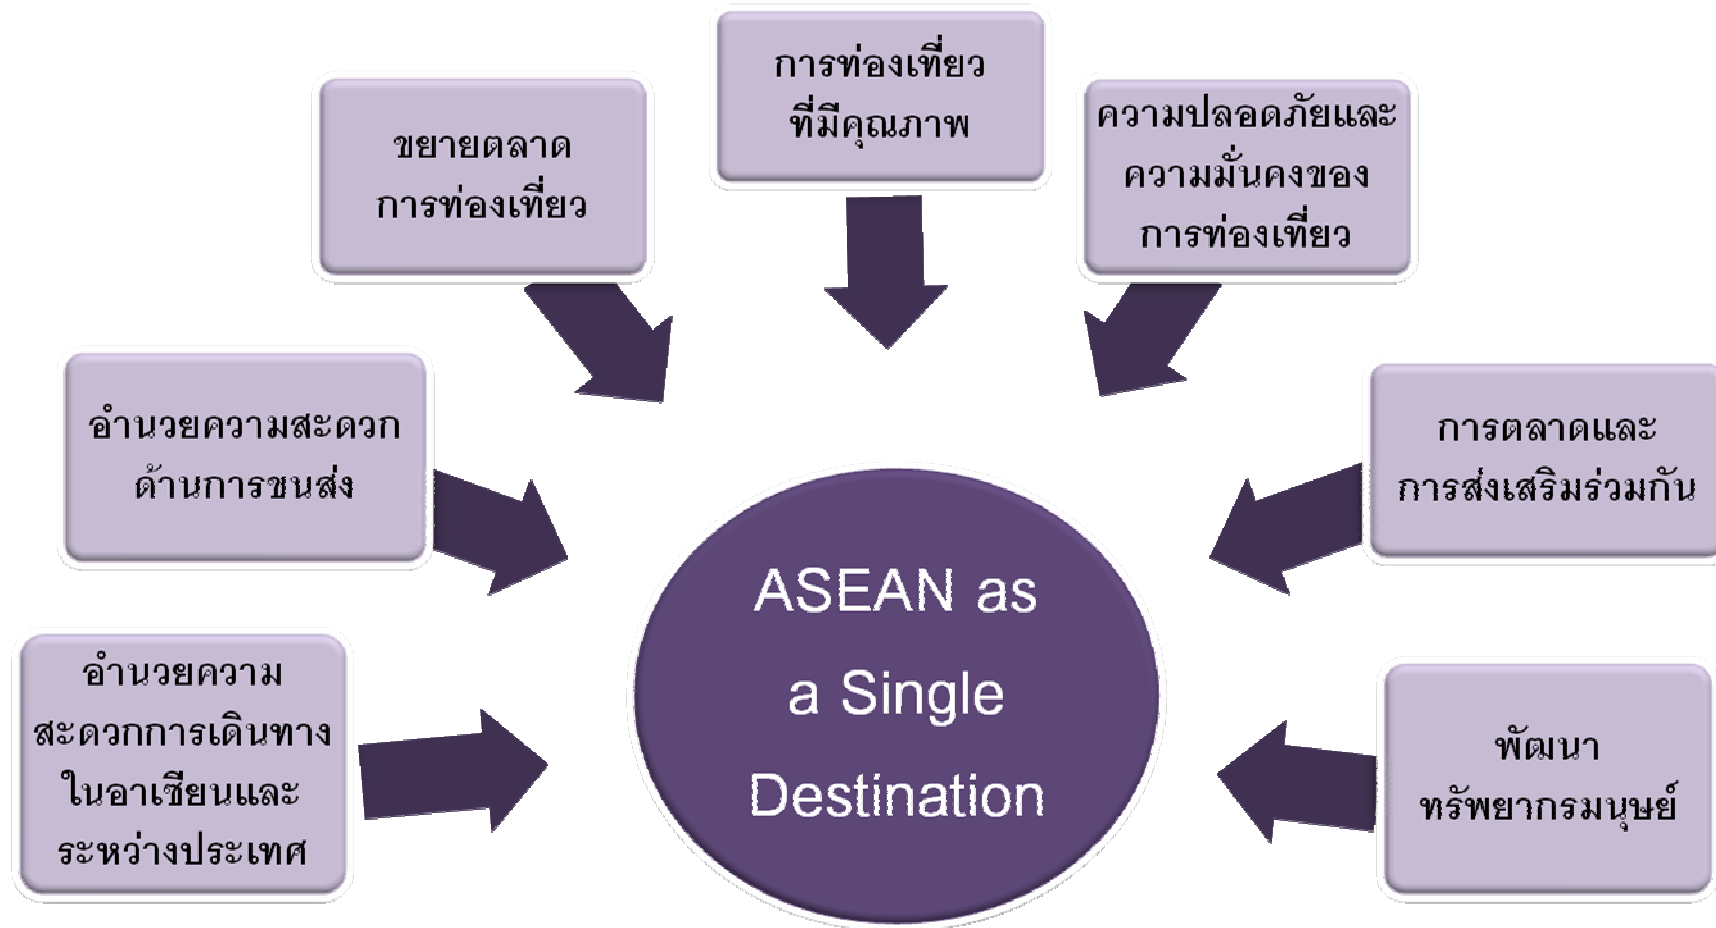 การท่องเที่ยว
ที่มีคุณภาพ
ขยายตลาด
การท่องเที่ยว
ความปลอดภัยและ
ความมั่นคงของ
การท่องเที่ยว
อำนวยความสะดวก
ด้านการขนส่ง
การตลาดและ
การส่งเสริมร่วมกัน
อำนวยความ
สะดวกการเดินทาง
ในอาเซียนและ
ระหว่างประเทศ
พัฒนา
ทรัพยากรมนุษย์
ASEAN as
a Single
Destination